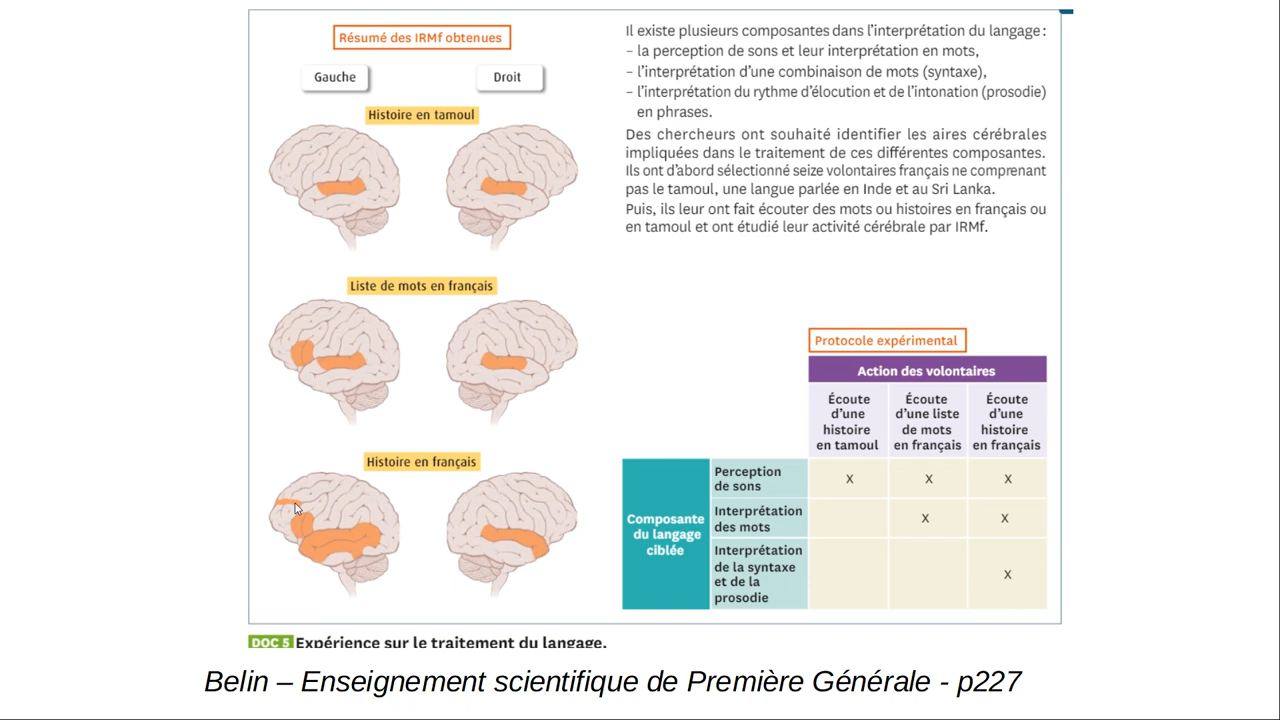 Résumé des IRMf obtenues
Gauche
Droit
Histoire en tamoul
Liste de mots en français
Histoire en français
Il existe plusieurs composantes dans l'interprétation du langage :
– la perception de sons et leur interprétation en mots,
– l'interprétation d'une combinaison de mots (syntaxe),
– l'interprétation du rythme d'élocution et de l'intonation (prosodie)
en phrases.
Des chercheurs ont souhaité identifier les aires cérébrales
impliquées dans le traitement de ces différentes composantes.
Ils ont d'abord sélectionné seize volontaires français ne comprenant
pas le tamoul, une langue parlée en Inde et au Sri Lanka.
Puis, ils leur ont fait écouter des mots ou histoires en français ou
en tamoul et ont étudié leur activité cérébrale par IRMf.
Protocole expérimental
Action des volontaires
Écoute
d'une
histoire
en tamoul
Écoute
d'une liste
de mots
en français
Écoute
d'une
histoire
en français
Composante
du langage
ciblée
Perception
de sons
X
X
X
Interprétation
des mots
X
X
Interprétation
de la syntaxe
et de la
prosodie
X
DOC 5 Expérience sur le traitement du langage.
Belin – Enseignement scientifique de Première Générale - p227